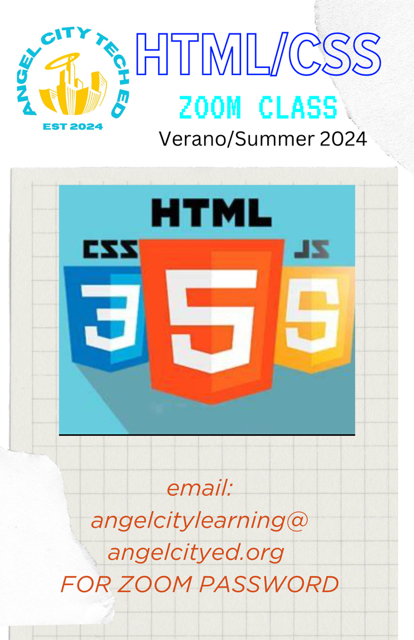 ANGEL CITY TECH ED
EST 2024
HTML/CSS
ZOOM CLASS
Verano/Summer 2024
HTML
CSS
JS
3
5
5
email:
angelcitylearning@
angelcityed.org
FOR ZOOM PASSWORD